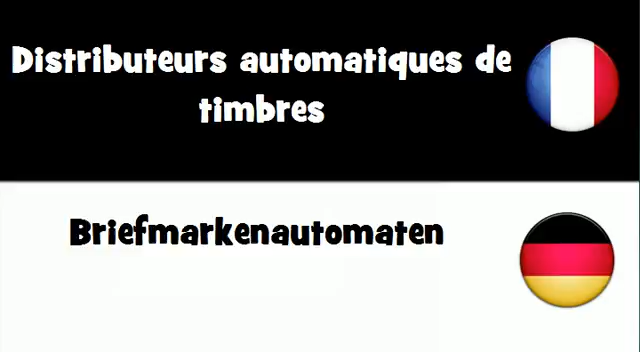 Distributeurs automatiques de
timbres
Briefmarkenautomaten